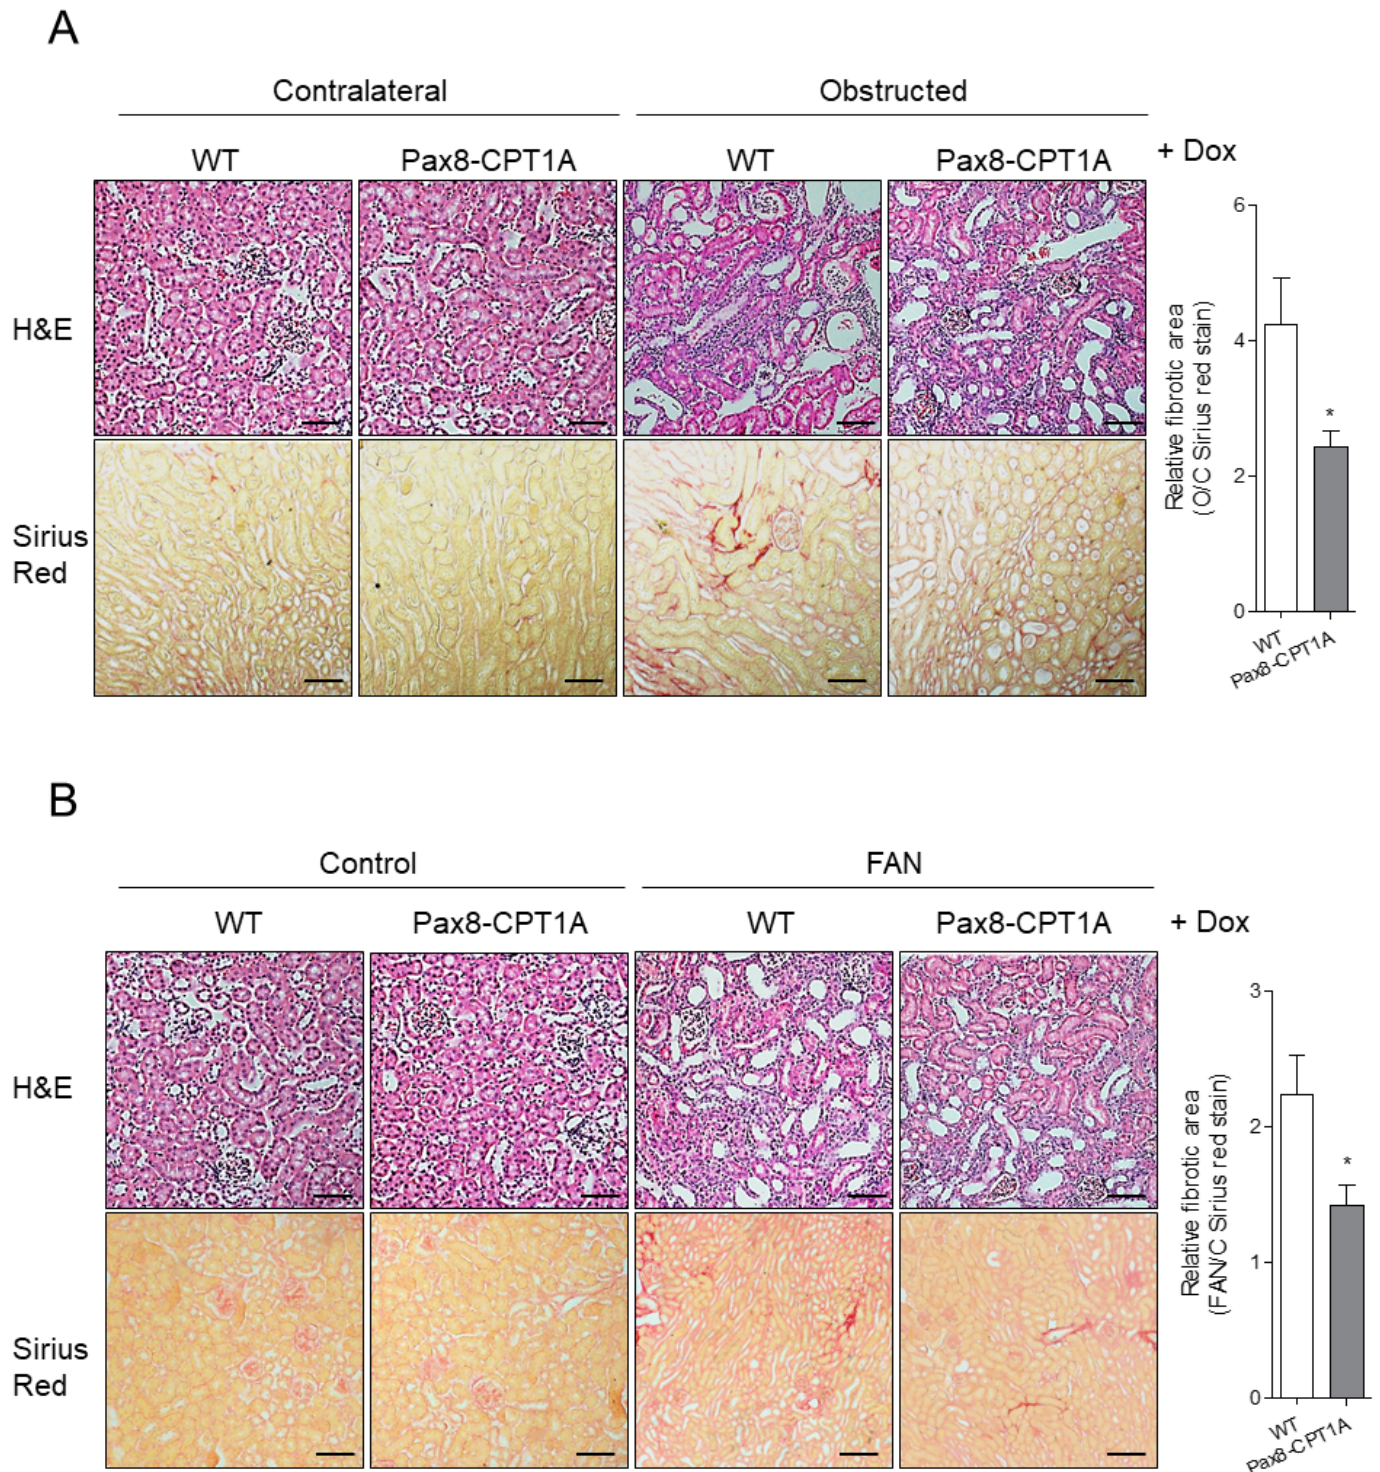 A
Contralateral
Obstructed
WT
Pax8-CPT1A
WT
Pax8-CPT1A
+ Dox
H&E
Sirius
Red
6
4
2
0
Relative fibrotic area
(O/C Sirius red stain)
*
WT
Pax8-CPT1A
B
Control
FAN
WT
Pax8-CPT1A
WT
Pax8-CPT1A
+ Dox
H&E
Sirius
Red
3
2
1
0
Relative fibrotic area
(FAN/C Sirius red stain)
*
WT
Pax8-CPT1A